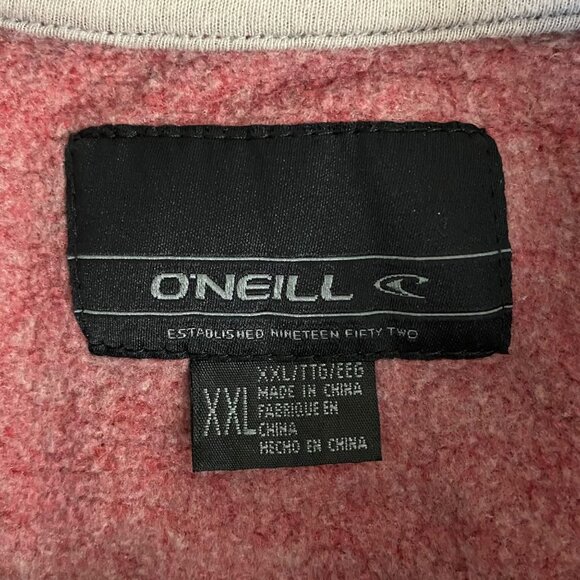 O'NEILL
ESTABLISHED NINETEEN FIFTY TWO
XXL
XXL/TTG/EEG
MADE IN CHINA
FABRIQUE EN
CHINA
HECHO EN CHINA